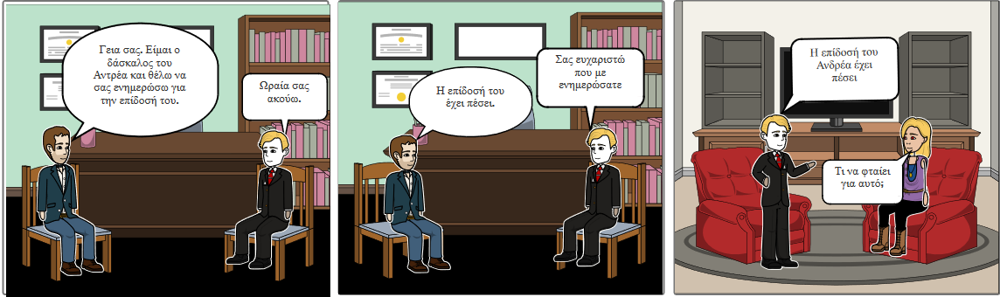 Γεια σας. Είμαι ο
δάσκαλος του
Αντρέα και θέλω να
σας ενημερώσω για
την επίδοσή του.
Ωραία σας
ακούω.
Η επίδοσή του
έχει πέσει.
Σας ευχαριστώ
που με
ενημερώσατε
Η επίδοσή του
Ανδρέα έχει
πέσει
Τι να φταίει
για αυτό;